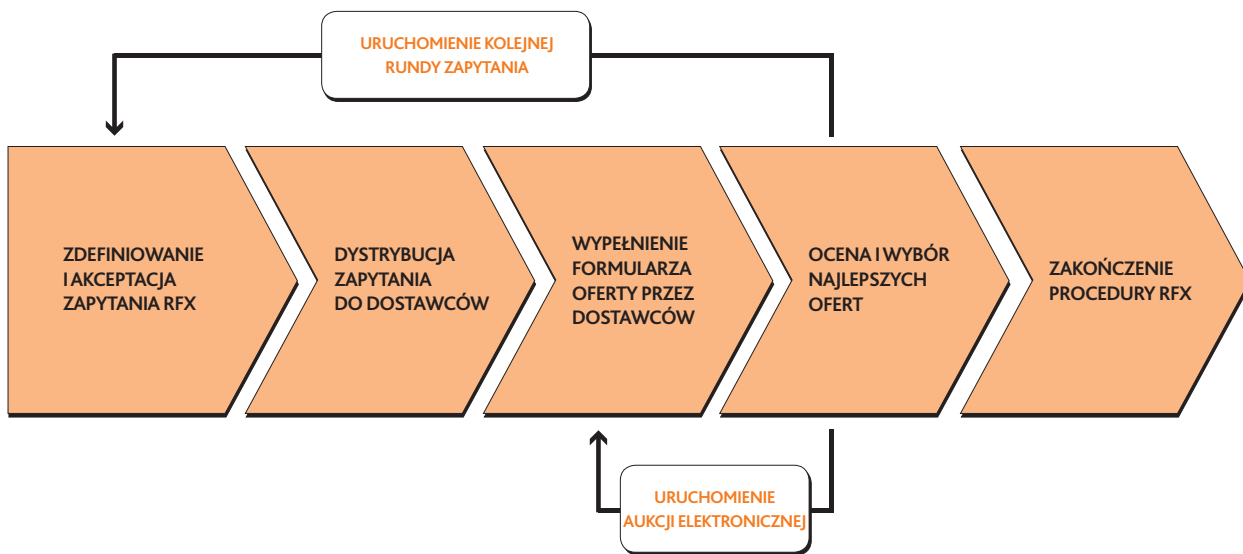 URUCHOMIENIE KOLEJNEJ
RUNDY ZAPYTANIA
ZDEFINIOWANIE
I AKCEPTACJA
ZAPYTANIA RFX
DYSTRYBUCJA
ZAPYTANIA
DO DOSTAWCÓW
WYPEŁNIENIE
FORMULARZA
OFERTY PRZEZ
DOSTAWCÓW
OCENA I WYBÓR
NAJLEPSZYCH
OFERT
ZAKOŃCZENIE
PROCEDURY RFX
URUCHOMIENIE
AUKCJI ELEKTRONICZNEJ